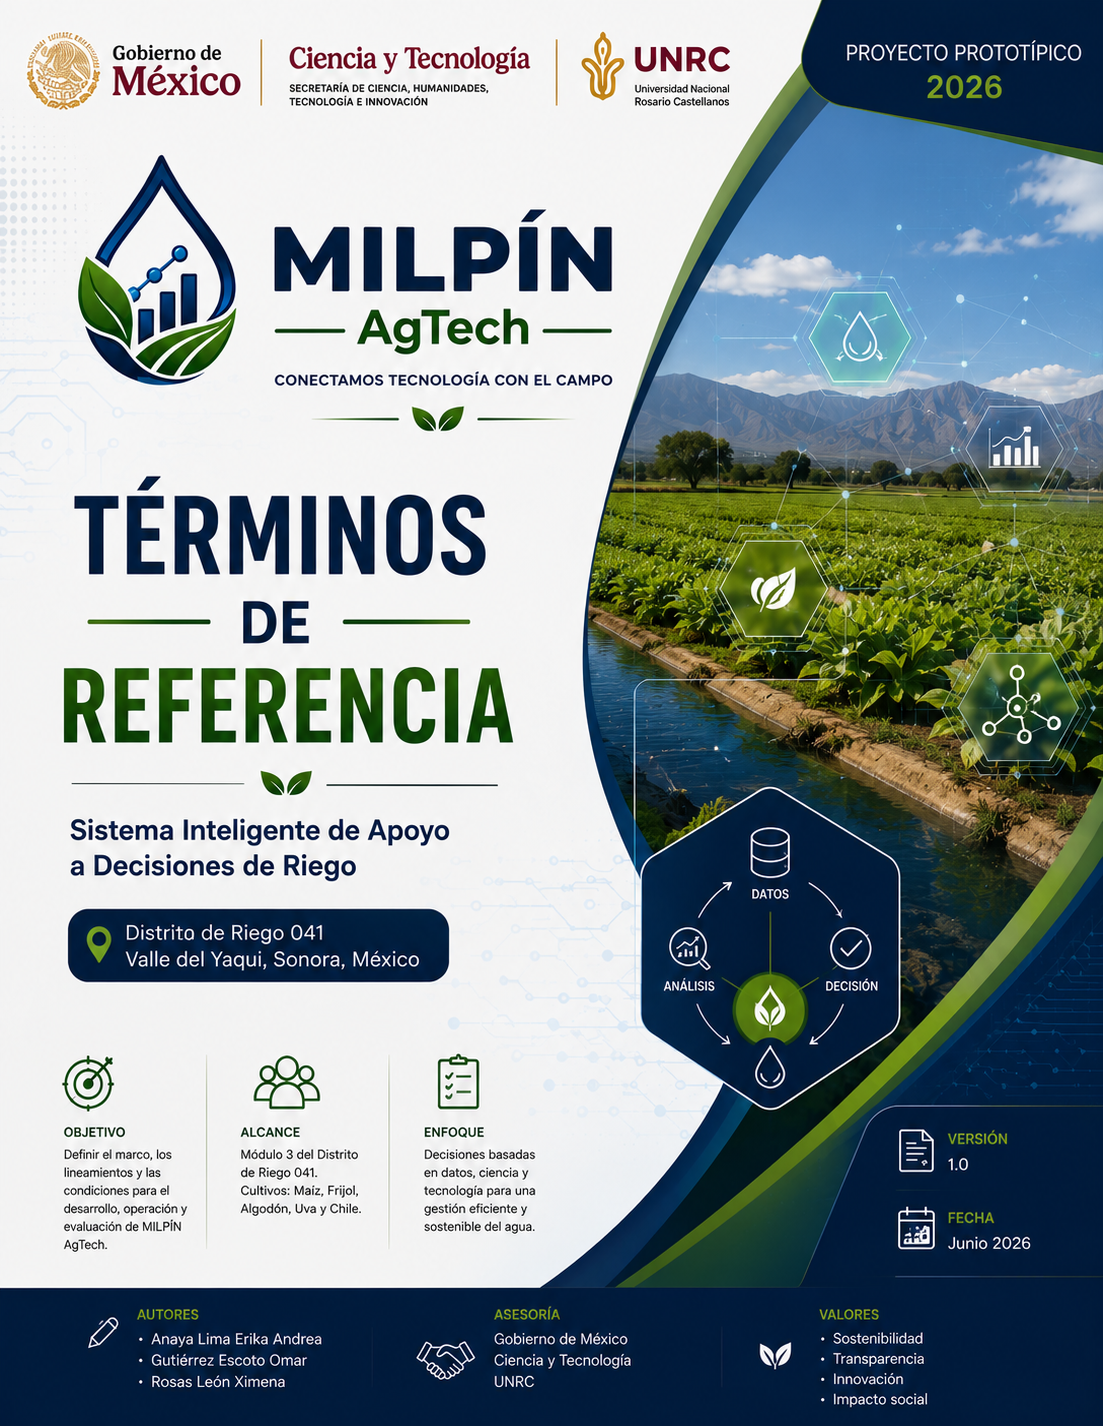 Gobierno de
México
Ciencia y Tecnología
SECRETARÍA DE CIENCIA, HUMANIDADES,
TECNOLOGÍA E INNOVACIÓN
UNRC
Universidad Nacional
Rosario Castellanos
PROYECTO PROTOTÍPICO
2026
MILPÍN
AgTech
CONECTAMOS TECNOLOGÍA CON EL CAMPO
TÉRMINOS
DE
REFERENCIA
Sistema Inteligente de Apoyo
a Decisiones de Riego
Distrito de Riego 041
Valle del Yaqui, Sonora, México
DATOS
ANÁLISIS
DECISIÓN
OBJETIVO
Definir el marco, los
lineamientos y las
condiciones para el
desarrollo, operación y
evaluación de MILPÍN
AgTech.
ALCANCE
Módulo 3 del Distrito
de Riego 041.
Cultivos: Maíz, Frijol,
Algodón, Uva y Chile.
ENFOQUE
Decisiones basadas
en datos, ciencia y
tecnología para una
gestión eficiente y
sostenible del agua.
VERSIÓN
1.0
FECHA
Junio 2026
AUTORES
• Anaya Lima Erika Andrea
• Gutiérrez Escoto Omar
• Rosas León Ximena
ASESORÍA
Gobierno de México
Ciencia y Tecnología
UNRC
VALORES
• Sostenibilidad
• Transparencia
• Innovación
• Impacto social